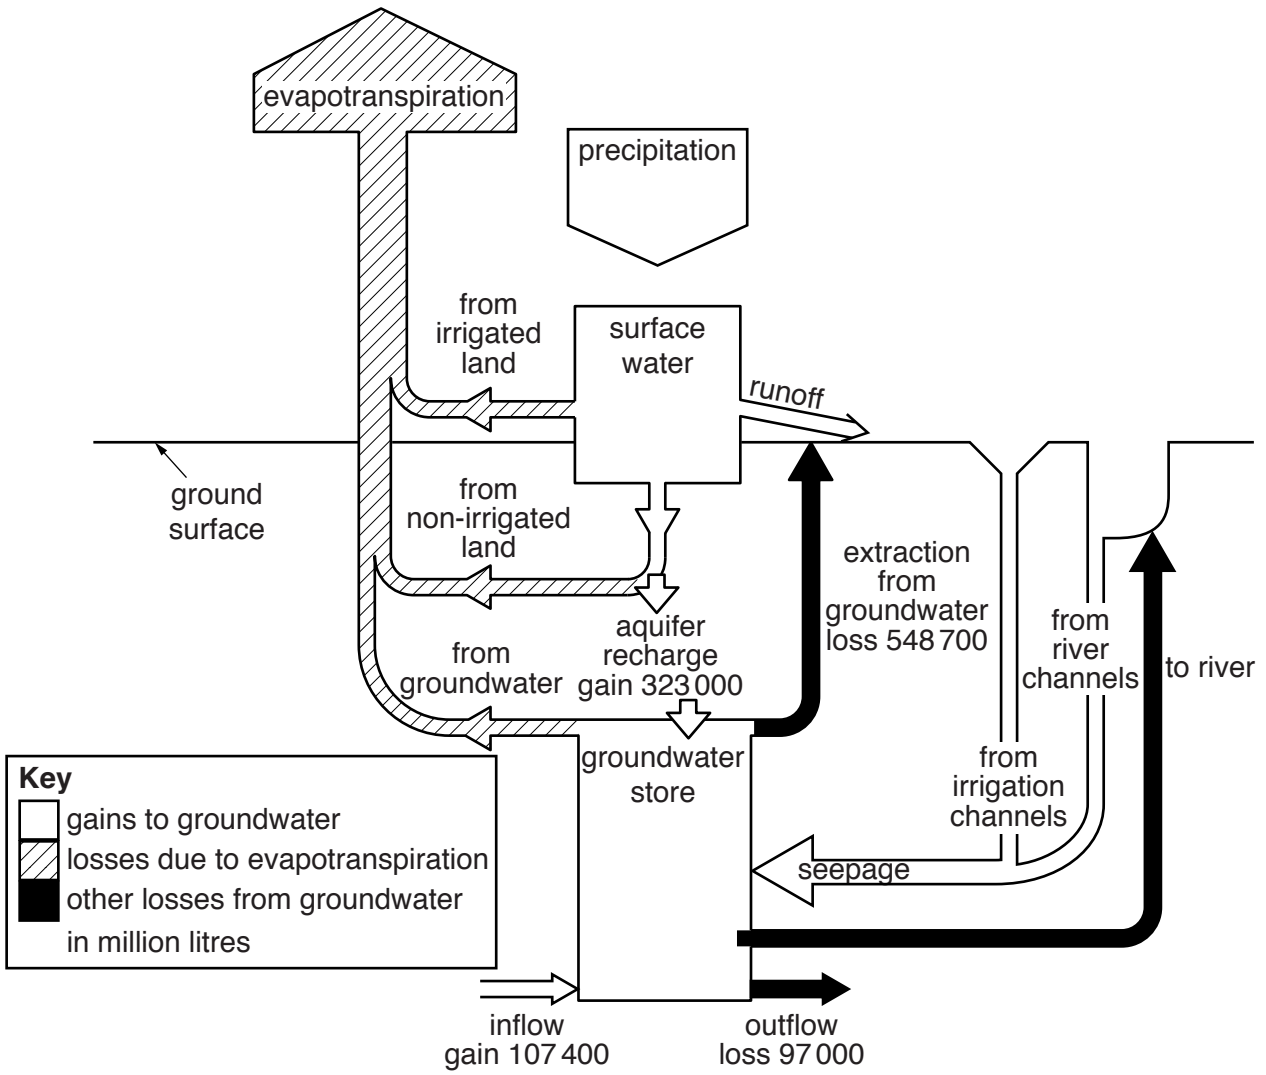 evapotranspiration
precipitation
from
irrigated
land
surface
water
runoff
ground
surface
from
non-irrigated
land
extraction
from
groundwater
loss 548 700
from
river
channels
to river
aquifer
recharge
gain 323 000
from
groundwater
groundwater
store
from
irrigation
channels
seepage
Key
gains to groundwater
losses due to evapotranspiration
other losses from groundwater
in million litres
inflow
gain 107 400
outflow
loss 97 000